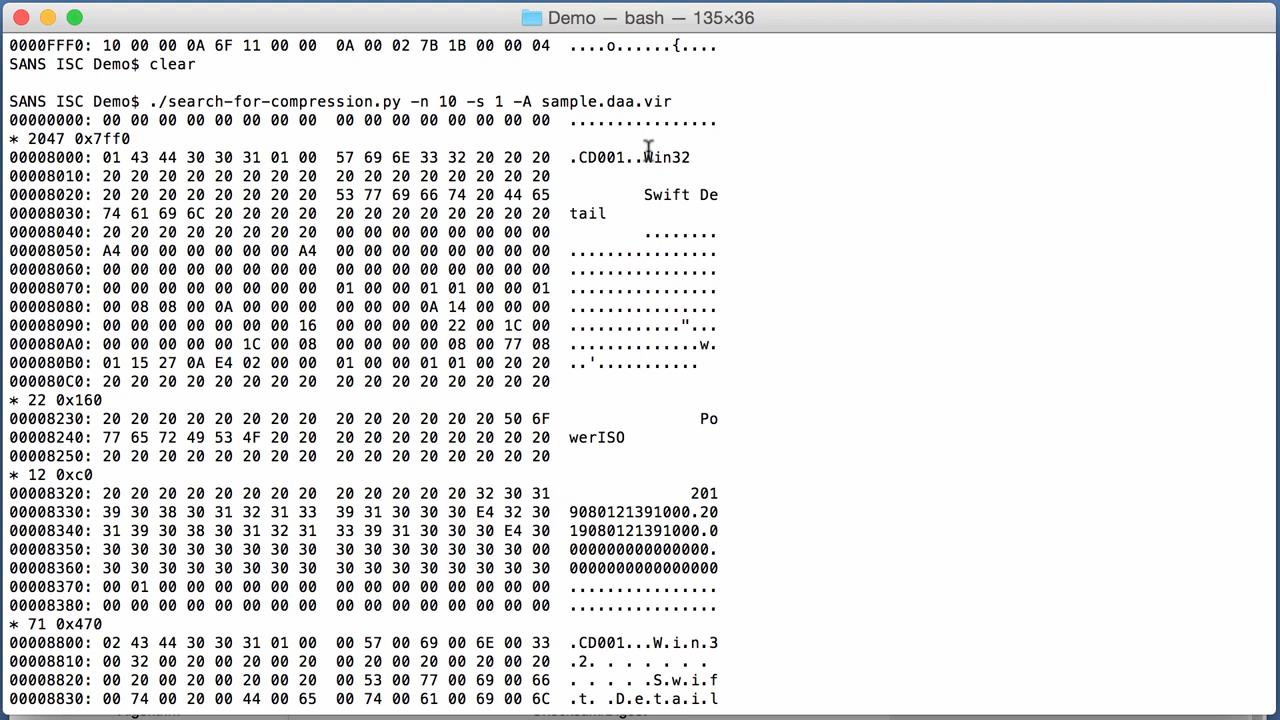 Demo — bash — 135×36
0000FFF0: 10 00 00 0A 6F 11 00 00  0A 00 02 7B 1B 00 00 04  ....o......{....
SANS ISC Demo$ clear
SANS ISC Demo$ ./search-for-compression.py -n 10 -s 1 -A sample.daa.vir
00000000: 00 00 00 00 00 00 00 00  00 00 00 00 00 00 00 00  ................
* 2047 0x7ff0
00008000: 01 43 44 30 30 31 01 00  57 69 6E 33 32 20 20 20  .CD001..Win32
00008010: 20 20 20 20 20 20 20 20  20 20 20 20 20 20 20 20
00008020: 20 20 20 20 20 20 20 20  53 77 69 66 74 20 44 65          Swift De
00008030: 74 61 69 6C 20 20 20 20  20 20 20 20 20 20 20 20  tail
00008040: 20 20 20 20 20 20 20 20  00 00 00 00 00 00 00 00          ........
00008050: A4 00 00 00 00 00 00 A4  00 00 00 00 00 00 00 00  ................
00008060: 00 00 00 00 00 00 00 00  00 00 00 00 00 00 00 00  ................
00008070: 00 00 00 00 00 00 00 00  01 00 00 01 01 00 00 01  ................
00008080: 00 08 08 00 0A 00 00 00  00 00 00 0A 14 00 00 00  ................
00008090: 00 00 00 00 00 00 00 16  00 00 00 00 22 00 1C 00  ............"...
000080A0: 00 00 00 00 00 1C 00 08  00 00 00 00 08 00 77 08  ..............w.
000080B0: 01 15 27 0A E4 02 00 00  01 00 00 01 01 00 20 20  ..'...........
000080C0: 20 20 20 20 20 20 20 20  20 20 20 20 20 20 20 20
* 22 0x160
00008230: 20 20 20 20 20 20 20 20  20 20 20 20 20 20 50 6F                Po
00008240: 77 65 72 49 53 4F 20 20  20 20 20 20 20 20 20 20  werISO
00008250: 20 20 20 20 20 20 20 20  20 20 20 20 20 20 20 20
* 12 0xc0
00008320: 20 20 20 20 20 20 20 20  20 20 20 20 20 32 30 31               201
00008330: 39 30 38 30 31 32 31 33  39 31 30 30 30 E4 32 30  9080121391000.20
00008340: 31 39 30 38 30 31 32 31  33 39 31 30 30 30 E4 30  19080121391000.0
00008350: 30 30 30 30 30 30 30 30  30 30 30 30 30 30 30 00  000000000000000.
00008360: 30 30 30 30 30 30 30 30  30 30 30 30 30 30 30 30  0000000000000000
00008370: 00 01 00 00 00 00 00 00  00 00 00 00 00 00 00 00  ................
00008380: 00 00 00 00 00 00 00 00  00 00 00 00 00 00 00 00  ................
* 71 0x470
00008800: 02 43 44 30 30 31 01 00  00 57 00 69 00 6E 00 33  .CD001...W.i.n.3
00008810: 00 32 00 20 00 20 00 20  00 20 00 20 00 20 00 20  .2. . . . . . .
00008820: 00 20 00 20 00 20 00 20  00 53 00 77 00 69 00 66  . . . . .S.w.i.f
00008830: 00 74 00 20 00 44 00 65  00 74 00 61 00 69 00 6C  .t. .D.e.t.a.i.l